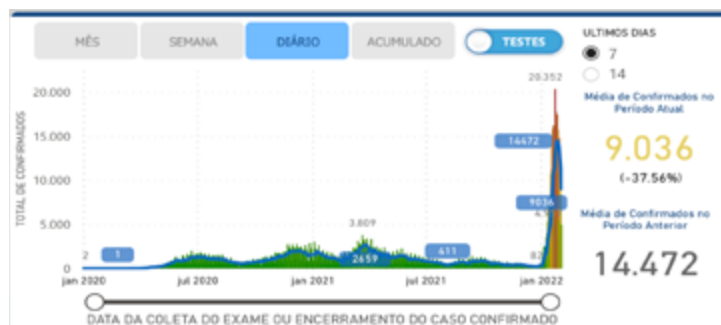 MÊS SEMANA DIÁRIO ACUMULADO TESTES
ULTIMOS DIAS
7
14
Média de Confirmados no
Período Atual
9.036
(-37.56%)
Média de Confirmados no
Período Anterior
14.472
TOTAL DE CONFIRMADOS
20.352
20.000
15.000
14472
10.000
9036
5.000
3.809
2659
411
2
1
82
0
jan 2020 jul 2020 jan 2021 jul 2021 jan 2022
DATA DA COLETA DO EXAME OU ENCERRAMENTO DO CASO CONFIRMADO